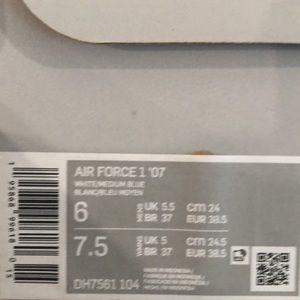 AIR FORCE 1 '07
WHITE/MEDIUM BLUE
BLANC/BLEU MOYEN
6 UK 5.5 cm 24
BR 37 EUR 38.5
7.5 UK 5 cm 24.5
BR 37 EUR 38.5
DH7561 104
MADE IN INDONESIA